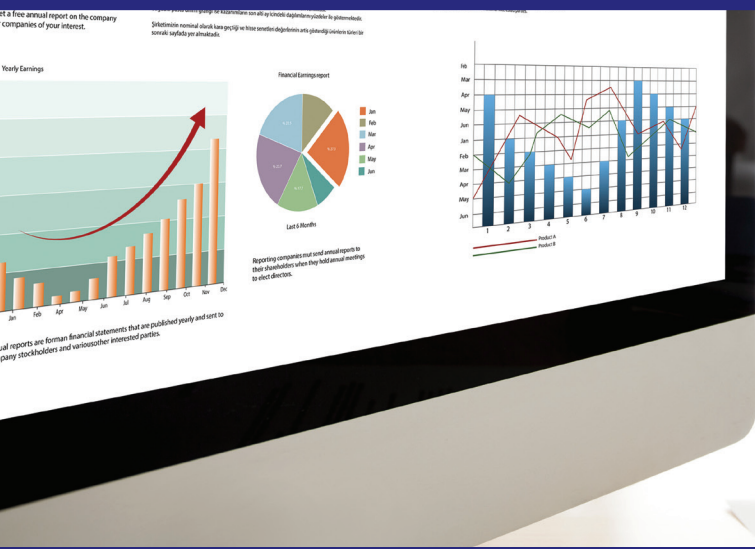 et a free annual report on the company
companies of your interest.
Şirketimizin nominal olarak kara geçtiği ve hisse senetleri değerlerinin artış gösterdiği ürünlerin türleri bir
sonraki sayfada yer almaktadır.
Yearly Earnings
Jan
Feb
Apr
May
Jun
Jul
Aug
Sep
Oct
Nov
Dec
ual reports are forman financial statements that are published yearly and sent to
pany stockholders and variousother interested parties.
Financial Earnings report
Jan
Feb
Mar
Apr
May
Jan
Last 6 Months
Reporting companies mut send annual reports to
their shareholders when they hold annual meetings
to elect directors.
Feb
Mar
Apr
May
Jun
Jan
Feb
Mar
Apr
May
Jun
1 2 3 4 5 6 7 8 9 10 11 12
Product A
Product B